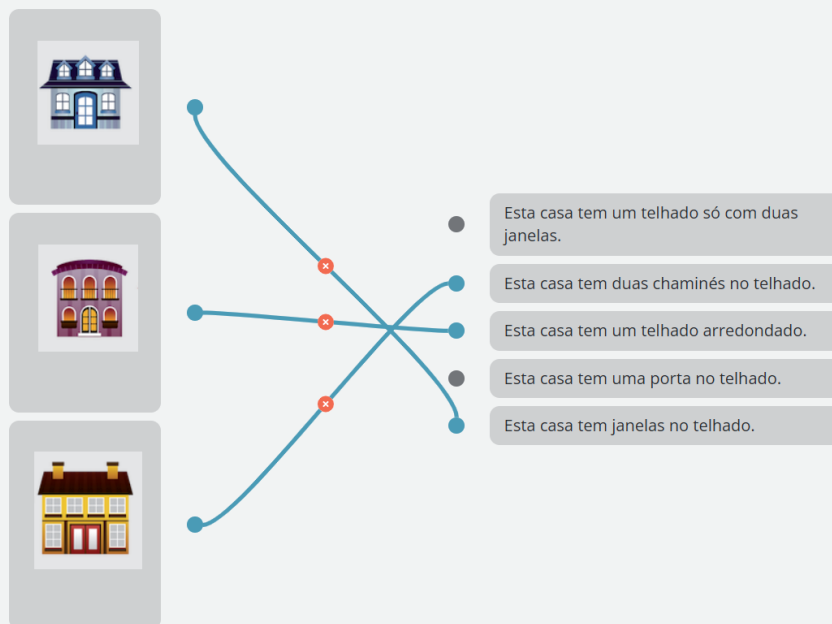 Esta casa tem um telhado só com duas
janelas.
Esta casa tem duas chaminés no telhado.
Esta casa tem um telhado arredondado.
Esta casa tem uma porta no telhado.
Esta casa tem janelas no telhado.